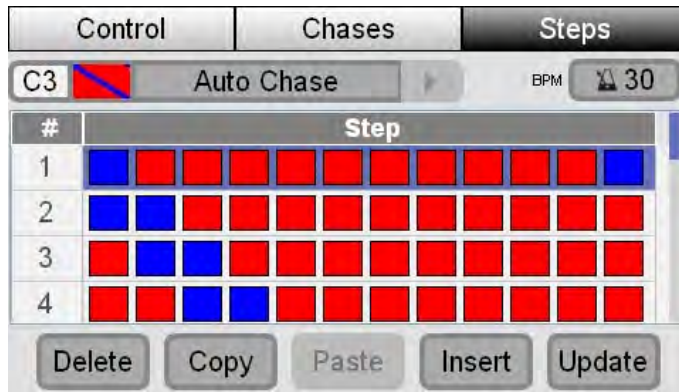 Control Chases Steps
C3 Auto Chase BPM 30
# Step
1
2
3
4
Delete Copy Paste Insert Update